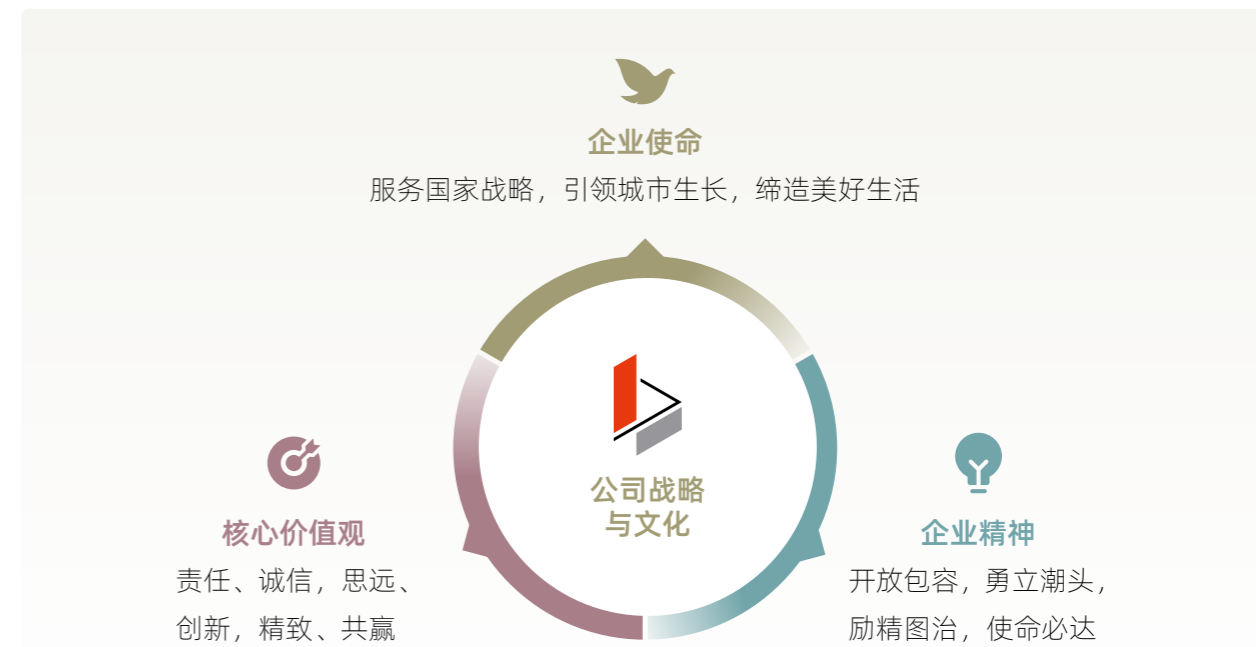 企业使命
服务国家战略，引领城市生长，缔造美好生活
公司战略
与文化
核心价值观
责任、诚信，思远、
创新，精致、共赢
企业精神
开放包容，勇立潮头，
励精图治，使命必达